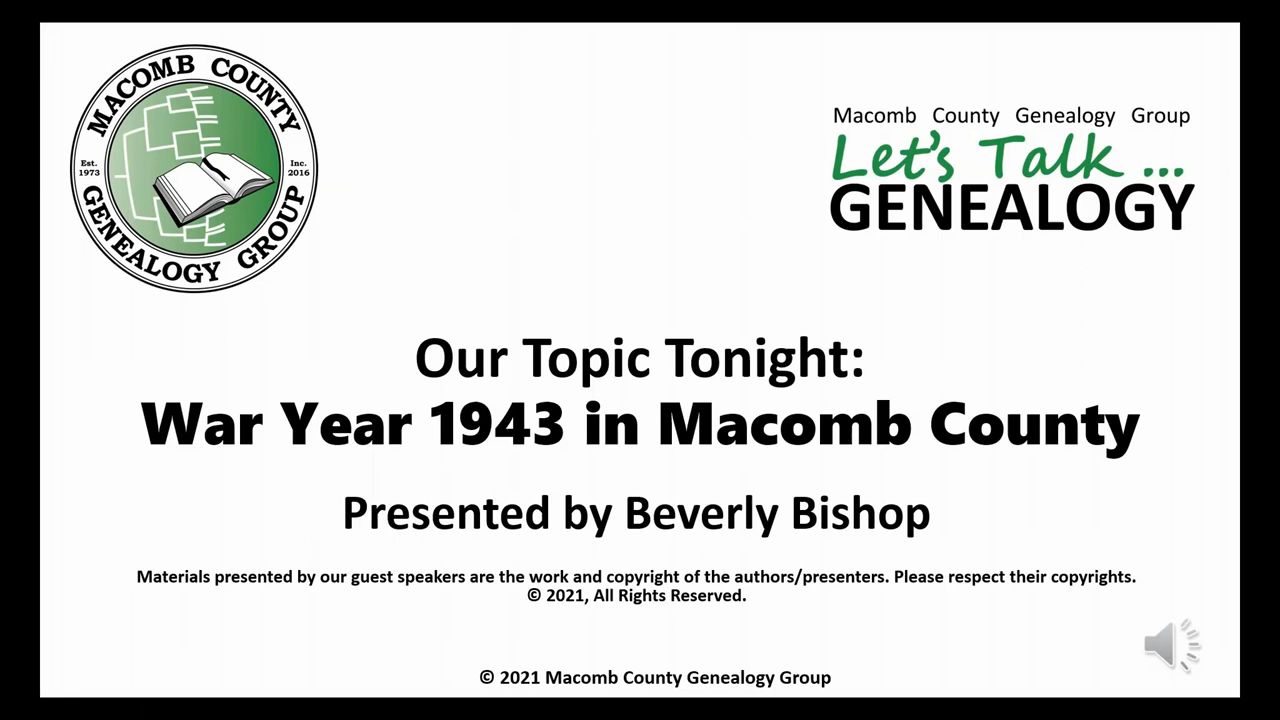 MACOMB COUNTY
Est. 1973
Inc. 2016
GENEALOGY GROUP
Macomb County Genealogy Group
Let's Talk ...
GENEALOGY
Our Topic Tonight:
War Year 1943 in Macomb County
Presented by Beverly Bishop
Materials presented by our guest speakers are the work and copyright of the authors/presenters. Please respect their copyrights.
© 2021, All Rights Reserved.
© 2021 Macomb County Genealogy Group